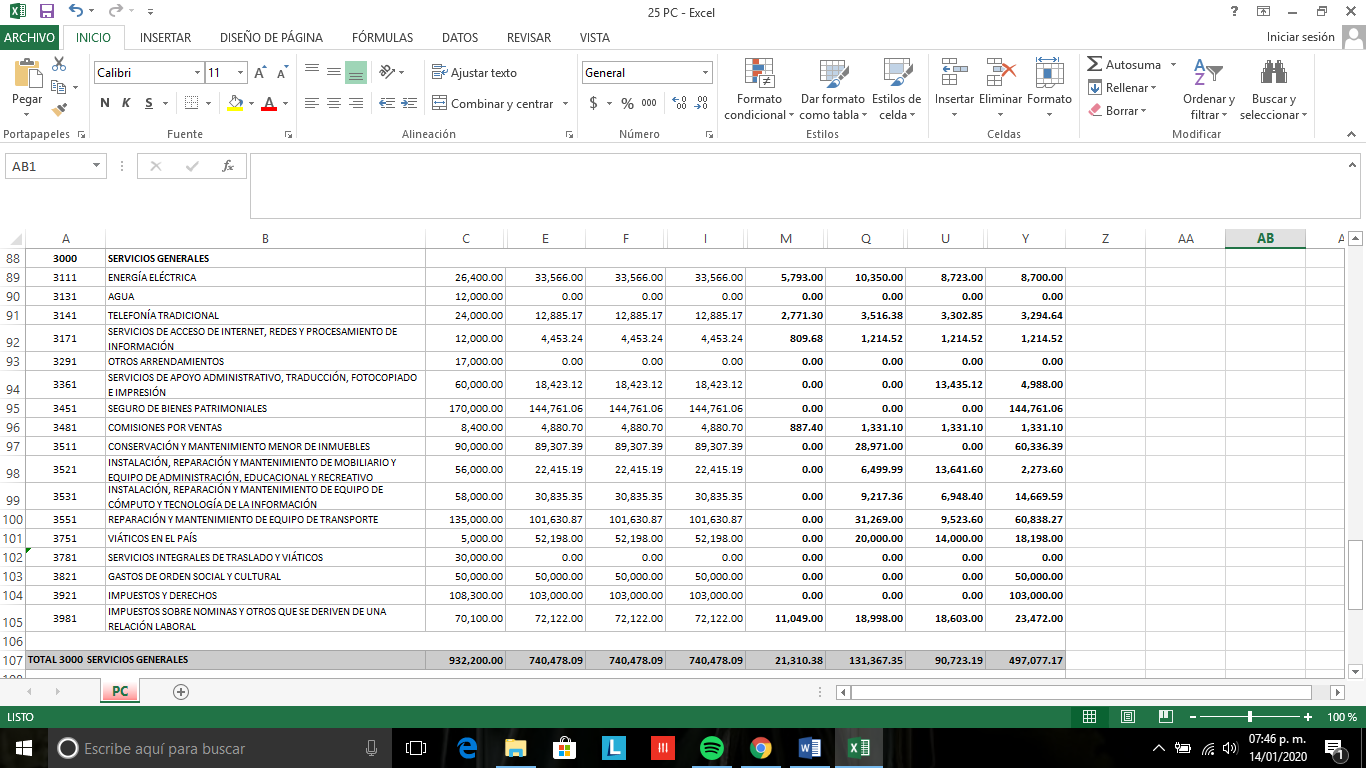 25 PC - Excel
ARCHIVO INICIO INSERTAR DISEÑO DE PÁGINA FÓRMULAS DATOS REVISAR VISTA Iniciar sesión
Calibri 11 Ajustar texto General Autosuma
Pegar N K S Combinar y centrar $ % 000 Formato condicional Dar formato como tabla Estilos de celda Insertar Eliminar Formato Rellenar Borrar Ordenar y filtrar Buscar y seleccionar
Portapapeles Fuente Alineación Número Estilos Celdas Modificar
AB1 fx
A B C E F I M Q U Y Z AA AB
88 3000 SERVICIOS GENERALES
89 3111 ENERGÍA ELÉCTRICA 26,400.00 33,566.00 33,566.00 33,566.00 5,793.00 10,350.00 8,723.00 8,700.00
90 3131 AGUA 12,000.00 0.00 0.00 0.00 0.00 0.00 0.00 0.00
91 3141 TELEFONÍA TRADICIONAL 24,000.00 12,885.17 12,885.17 12,885.17 2,771.30 3,516.38 3,302.85 3,294.64
92 3171 SERVICIOS DE ACCESO DE INTERNET, REDES Y PROCESAMIENTO DE
INFORMACIÓN 12,000.00 4,453.24 4,453.24 4,453.24 809.68 1,214.52 1,214.52 1,214.52
93 3291 OTROS ARRENDAMIENTOS 17,000.00 0.00 0.00 0.00 0.00 0.00 0.00 0.00
94 3361 SERVICIOS DE APOYO ADMINISTRATIVO, TRADUCCIÓN, FOTOCOPIADO
E IMPRESIÓN 60,000.00 18,423.12 18,423.12 18,423.12 0.00 0.00 13,435.12 4,988.00
95 3451 SEGURO DE BIENES PATRIMONIALES 170,000.00 144,761.06 144,761.06 144,761.06 0.00 0.00 0.00 144,761.06
96 3481 COMISIONES POR VENTAS 8,400.00 4,880.70 4,880.70 4,880.70 887.40 1,331.10 1,331.10 1,331.10
97 3511 CONSERVACIÓN Y MANTENIMIENTO MENOR DE INMUEBLES 90,000.00 89,307.39 89,307.39 89,307.39 0.00 28,971.00 0.00 60,336.39
98 3521 INSTALACIÓN, REPARACIÓN Y MANTENIMIENTO DE MOBILIARIO Y
EQUIPO DE ADMINISTRACIÓN, EDUCACIONAL Y RECREATIVO 56,000.00 22,415.19 22,415.19 22,415.19 0.00 6,499.99 13,641.60 2,273.60
99 3531 INSTALACIÓN, REPARACIÓN Y MANTENIMIENTO DE EQUIPO DE
CÓMPUTO Y TECNOLOGÍA DE LA INFORMACIÓN 58,000.00 30,835.35 30,835.35 30,835.35 0.00 9,217.36 6,948.40 14,669.59
100 3551 REPARACIÓN Y MANTENIMIENTO DE EQUIPO DE TRANSPORTE 135,000.00 101,630.87 101,630.87 101,630.87 0.00 31,269.00 9,523.60 60,838.27
101 3751 VIÁTICOS EN EL PAÍS 5,000.00 52,198.00 52,198.00 52,198.00 0.00 20,000.00 14,000.00 18,198.00
102 3781 SERVICIOS INTEGRALES DE TRASLADO Y VIÁTICOS 30,000.00 0.00 0.00 0.00 0.00 0.00 0.00 0.00
103 3821 GASTOS DE ORDEN SOCIAL Y CULTURAL 50,000.00 50,000.00 50,000.00 50,000.00 0.00 0.00 0.00 50,000.00
104 3921 IMPUESTOS Y DERECHOS 108,300.00 103,000.00 103,000.00 103,000.00 0.00 0.00 0.00 103,000.00
105 3981 IMPUESTOS SOBRE NOMINAS Y OTROS QUE SE DERIVEN DE UNA
RELACIÓN LABORAL 70,100.00 72,122.00 72,122.00 72,122.00 11,049.00 18,998.00 18,603.00 23,472.00
106
107 TOTAL 3000 SERVICIOS GENERALES 932,200.00 740,478.09 740,478.09 740,478.09 21,310.38 131,367.35 90,723.19 497,077.17
PC
LISTO 100 %
Escribe aquí para buscar 07:46 p. m.
14/01/2020